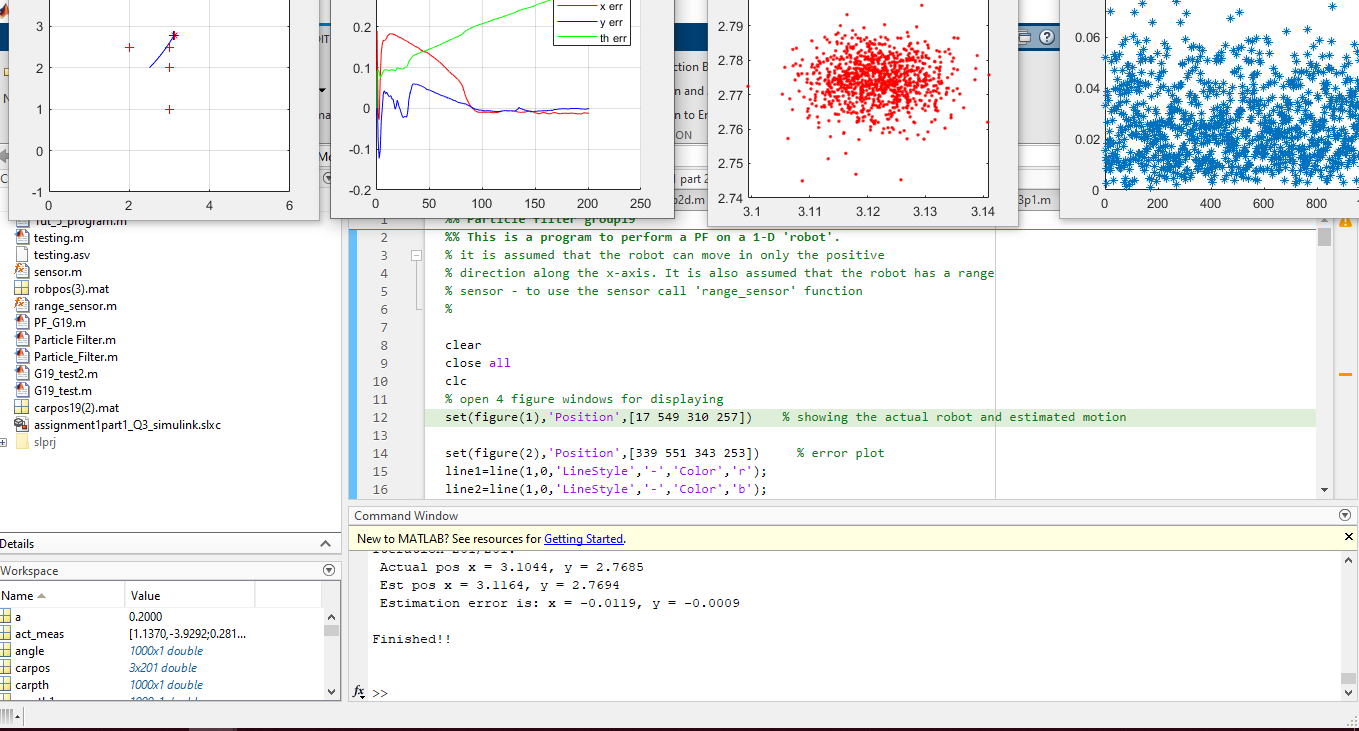 3
2
1
0
-1
0
2
4
6
0.2
0.1
0
-0.1
-0.2
0
50
100
150
200
250
x err
y err
th err
2.79
2.78
2.77
2.76
2.75
2.74
3.1
3.11
3.12
3.13
3.14
0.06
0.04
0.02
0
0
200
400
600
800
ction B
n and
n to Er
ON
1 part 2
o2d.m
3p1.m
Tut_5_program.m
testing.m
testing.asv
sensor.m
robpos(3).mat
range_sensor.m
PF_G19.m
Particle Filter.m
Particle_Filter.m
G19_test2.m
G19_test.m
carpos19(2).mat
assignment1part1_Q3_simulink.slxc
slprj
Details
Workspace
Name Value
a 0.2000
act_meas [1.1370,-3.9292;0.281...
angle 1000x1 double
carpos 3x201 double
carpth 1000x1 double
1 %% Particle filter group19
2 %% This is a program to perform a PF on a 1-D 'robot'.
3 % it is assumed that the robot can move in only the positive
4 % direction along the x-axis. It is also assumed that the robot has a range
5 % sensor - to use the sensor call 'range_sensor' function
6 %
7
8 clear
9 close all
10 clc
11 % open 4 figure windows for displaying
12 set(figure(1),'Position',[17 549 310 257]) % showing the actual robot and estimated motion
13
14 set(figure(2),'Position',[339 551 343 253]) % error plot
15 line1=line(1,0,'LineStyle','-','Color','r');
16 line2=line(1,0,'LineStyle','-','Color','b');
Command Window
New to MATLAB? See resources for Getting Started.
Iteration 201/201:
Actual pos x = 3.1044, y = 2.7685
Est pos x = 3.1164, y = 2.7694
Estimation error is: x = -0.0119, y = -0.0009
Finished!!
fx >>